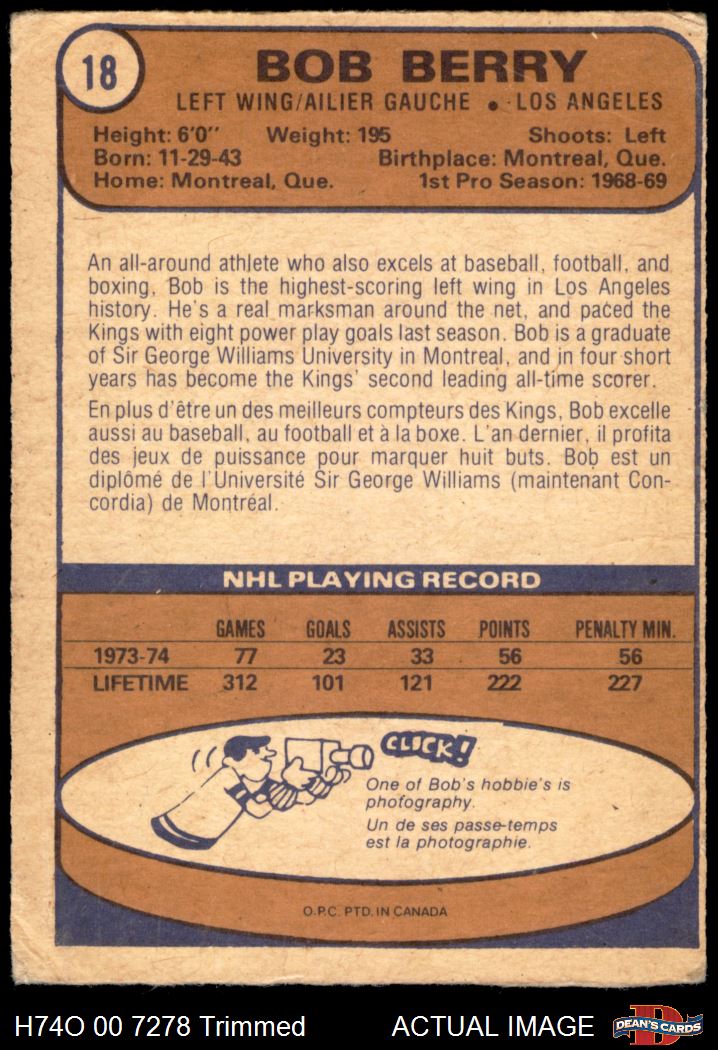 18
BOB BERRY
LEFT WING/AILIER GAUCHE • LOS ANGELES
Height: 6'0'' Weight: 195 Shoots: Left
Born: 11-29-43 Birthplace: Montreal, Que.
Home: Montreal, Que. 1st Pro Season: 1968-69
An all-around athlete who also excels at baseball, football, and
boxing, Bob is the highest-scoring left wing in Los Angeles
history. He's a real marksman around the net, and paced the
Kings with eight power play goals last season. Bob is a graduate
of Sir George Williams University in Montreal, and in four short
years has become the Kings' second leading all-time scorer.
En plus d'être un des meilleurs compteurs des Kings, Bob excelle
aussi au baseball, au football et à la boxe. L'an dernier, il profita
des jeux de puissance pour marquer huit buts. Bob est un
diplômé de l'Université Sir George Williams (maintenant Con-
cordia) de Montréal.
NHL PLAYING RECORD
GAMES GOALS ASSISTS POINTS PENALTY MIN.
1973-74 77 23 33 56 56
LIFETIME 312 101 121 222 227
CLICK!
One of Bob's hobbie's is
photography.
Un de ses passe-temps
est la photographie.
O.P.C. PTD. IN CANADA
H74O 00 7278 Trimmed ACTUAL IMAGE D DEAN'S CARDS